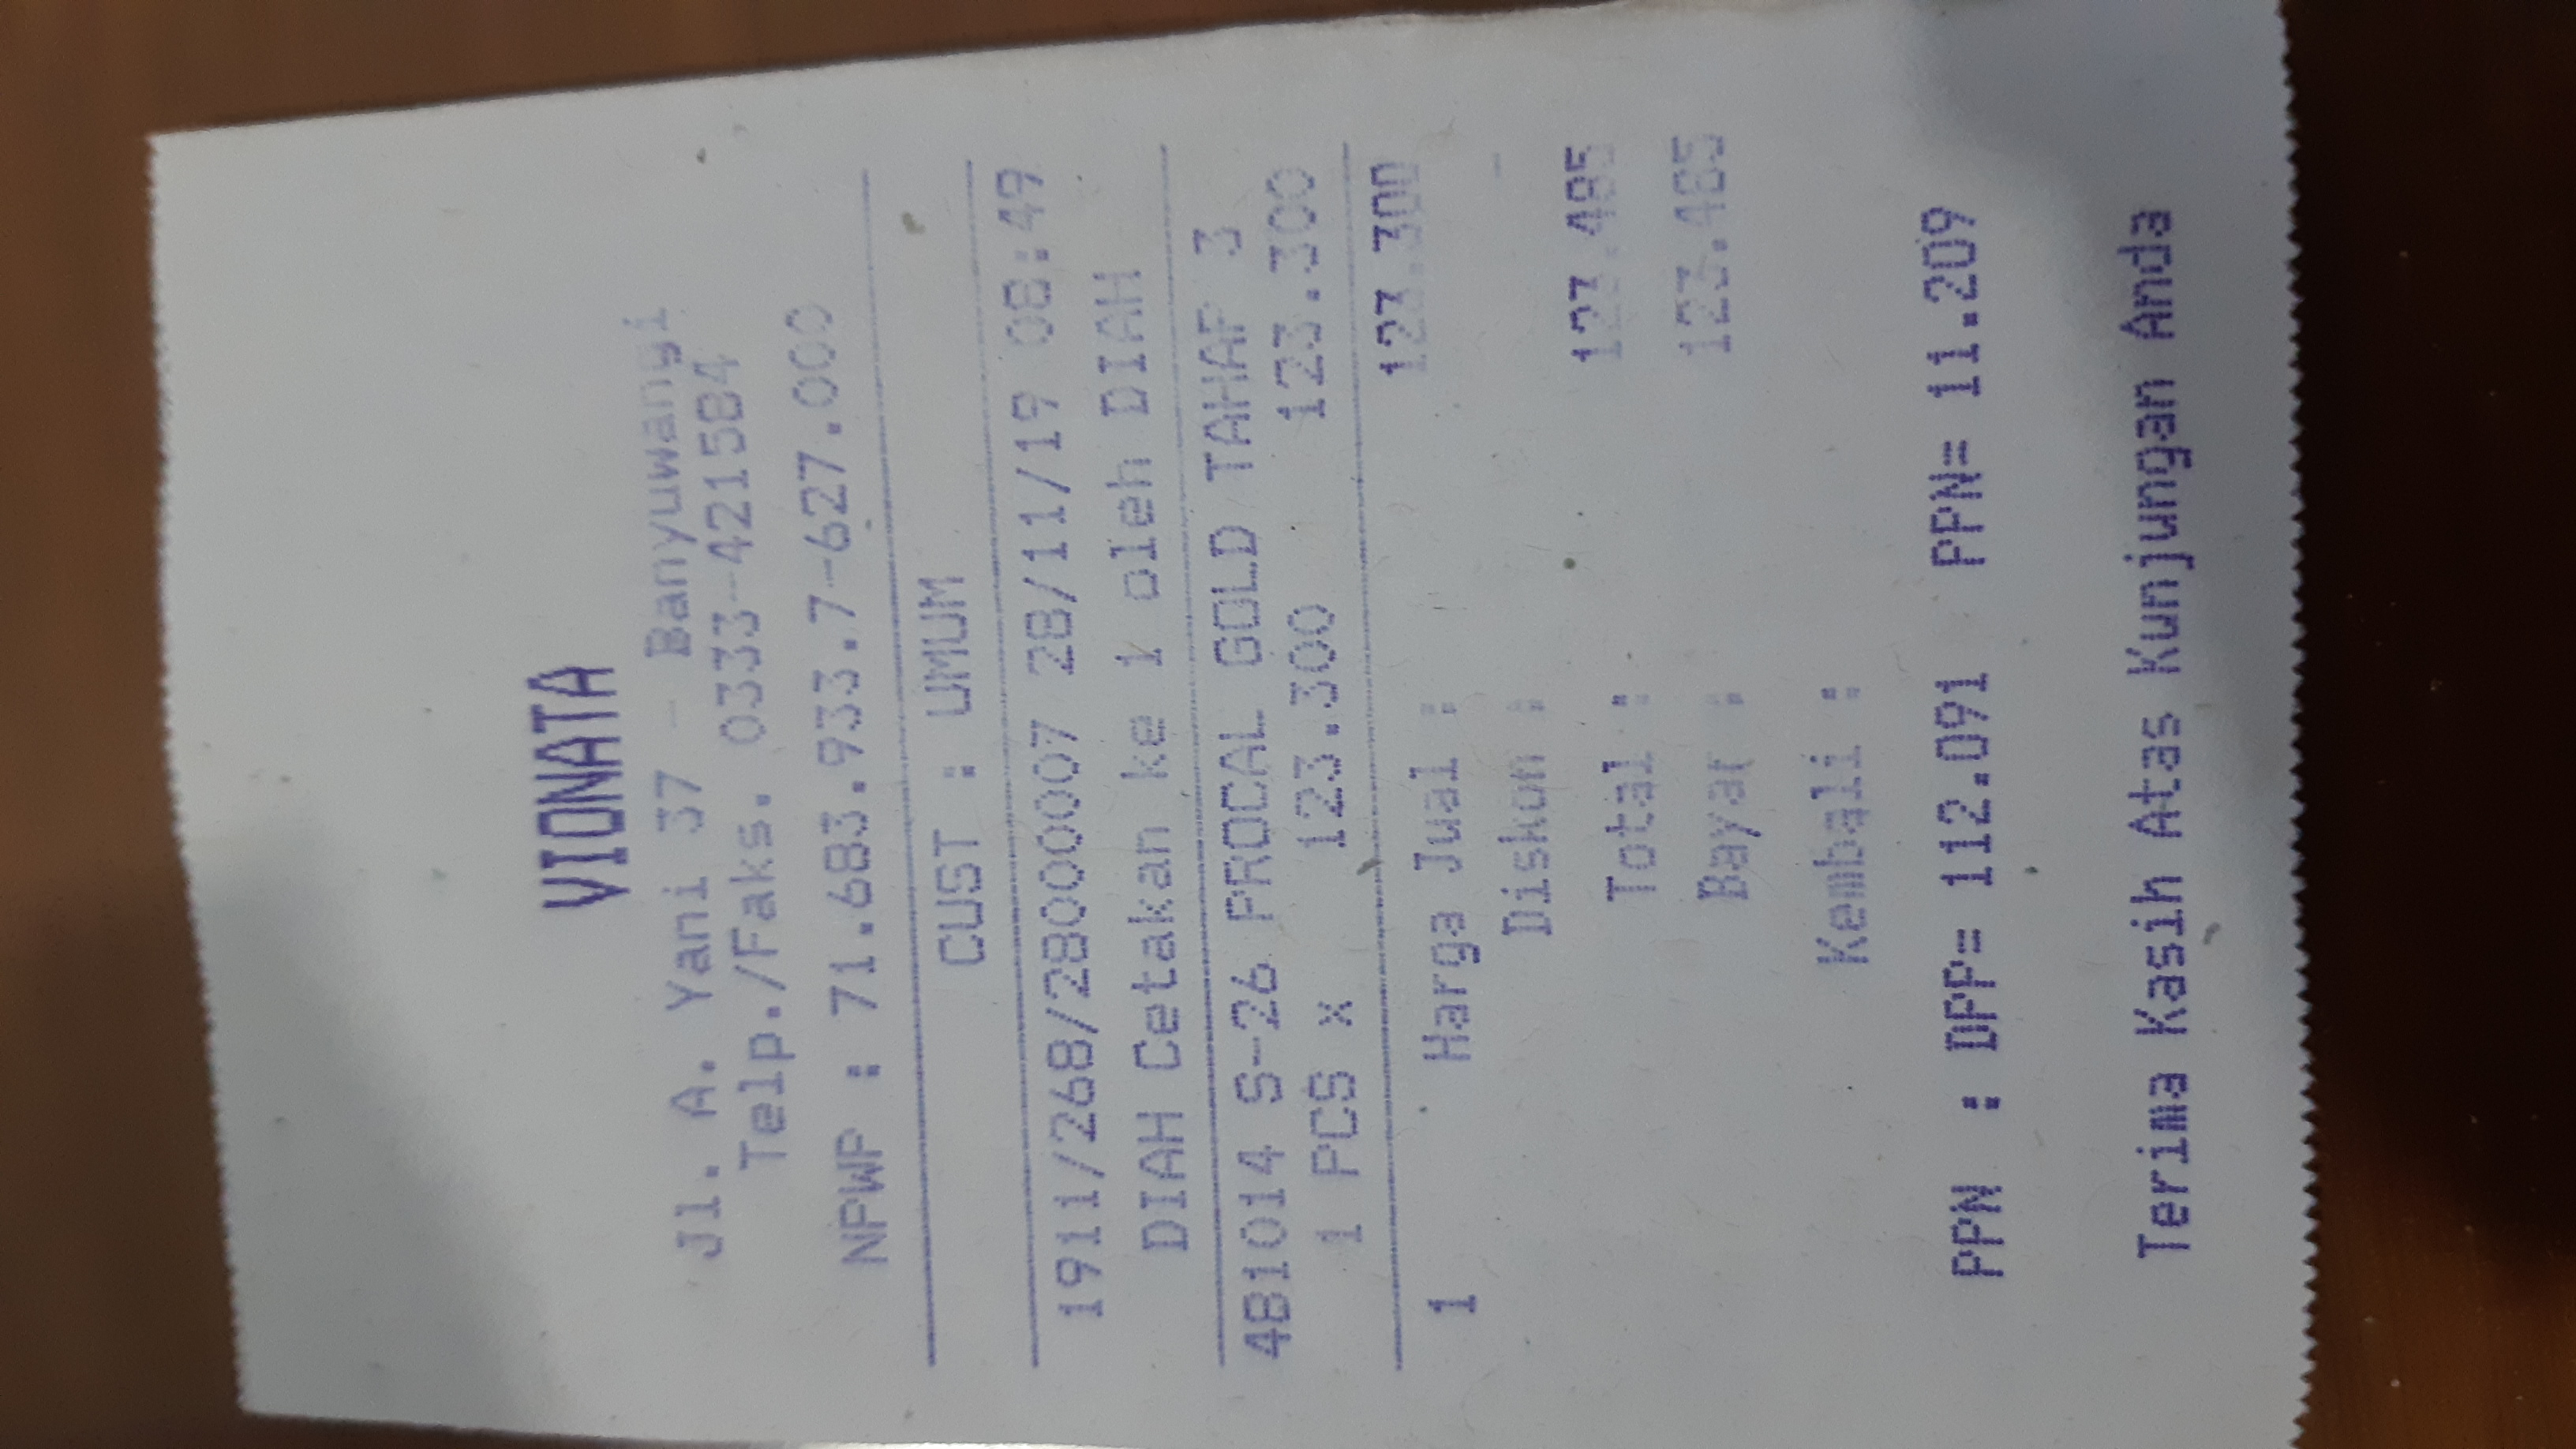 VIONATA
Jl. A. Yani 37 - Banyuwangi
Telp./Faks. 0333-421584
NPWP : 71.683.933.7-627.000
CUST : UMUM
1911/268/28000007 28/11/19 08:49
DIAH Cetakan ke 1 oleh DIAH
481014 S-26 PROCAL GOLD TAHAP 3
1 PCS x 123.300 123.300
1 Harga Jual : 123.300
Diskon : -
Total : 123.485
Bayar : 123.485
Kembali :
PPN : DPP= 112.091 PPN= 11.209
Terima Kasih Atas Kunjungan Anda